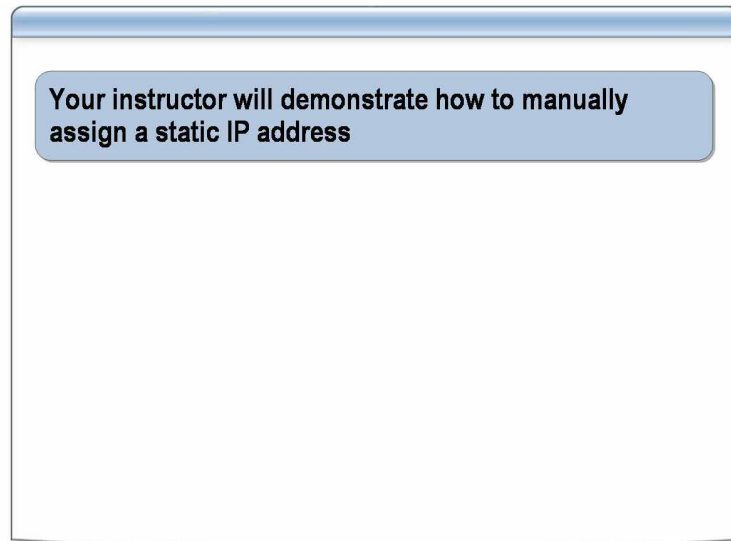 Your instructor will demonstrate how to manually
assign a static IP address